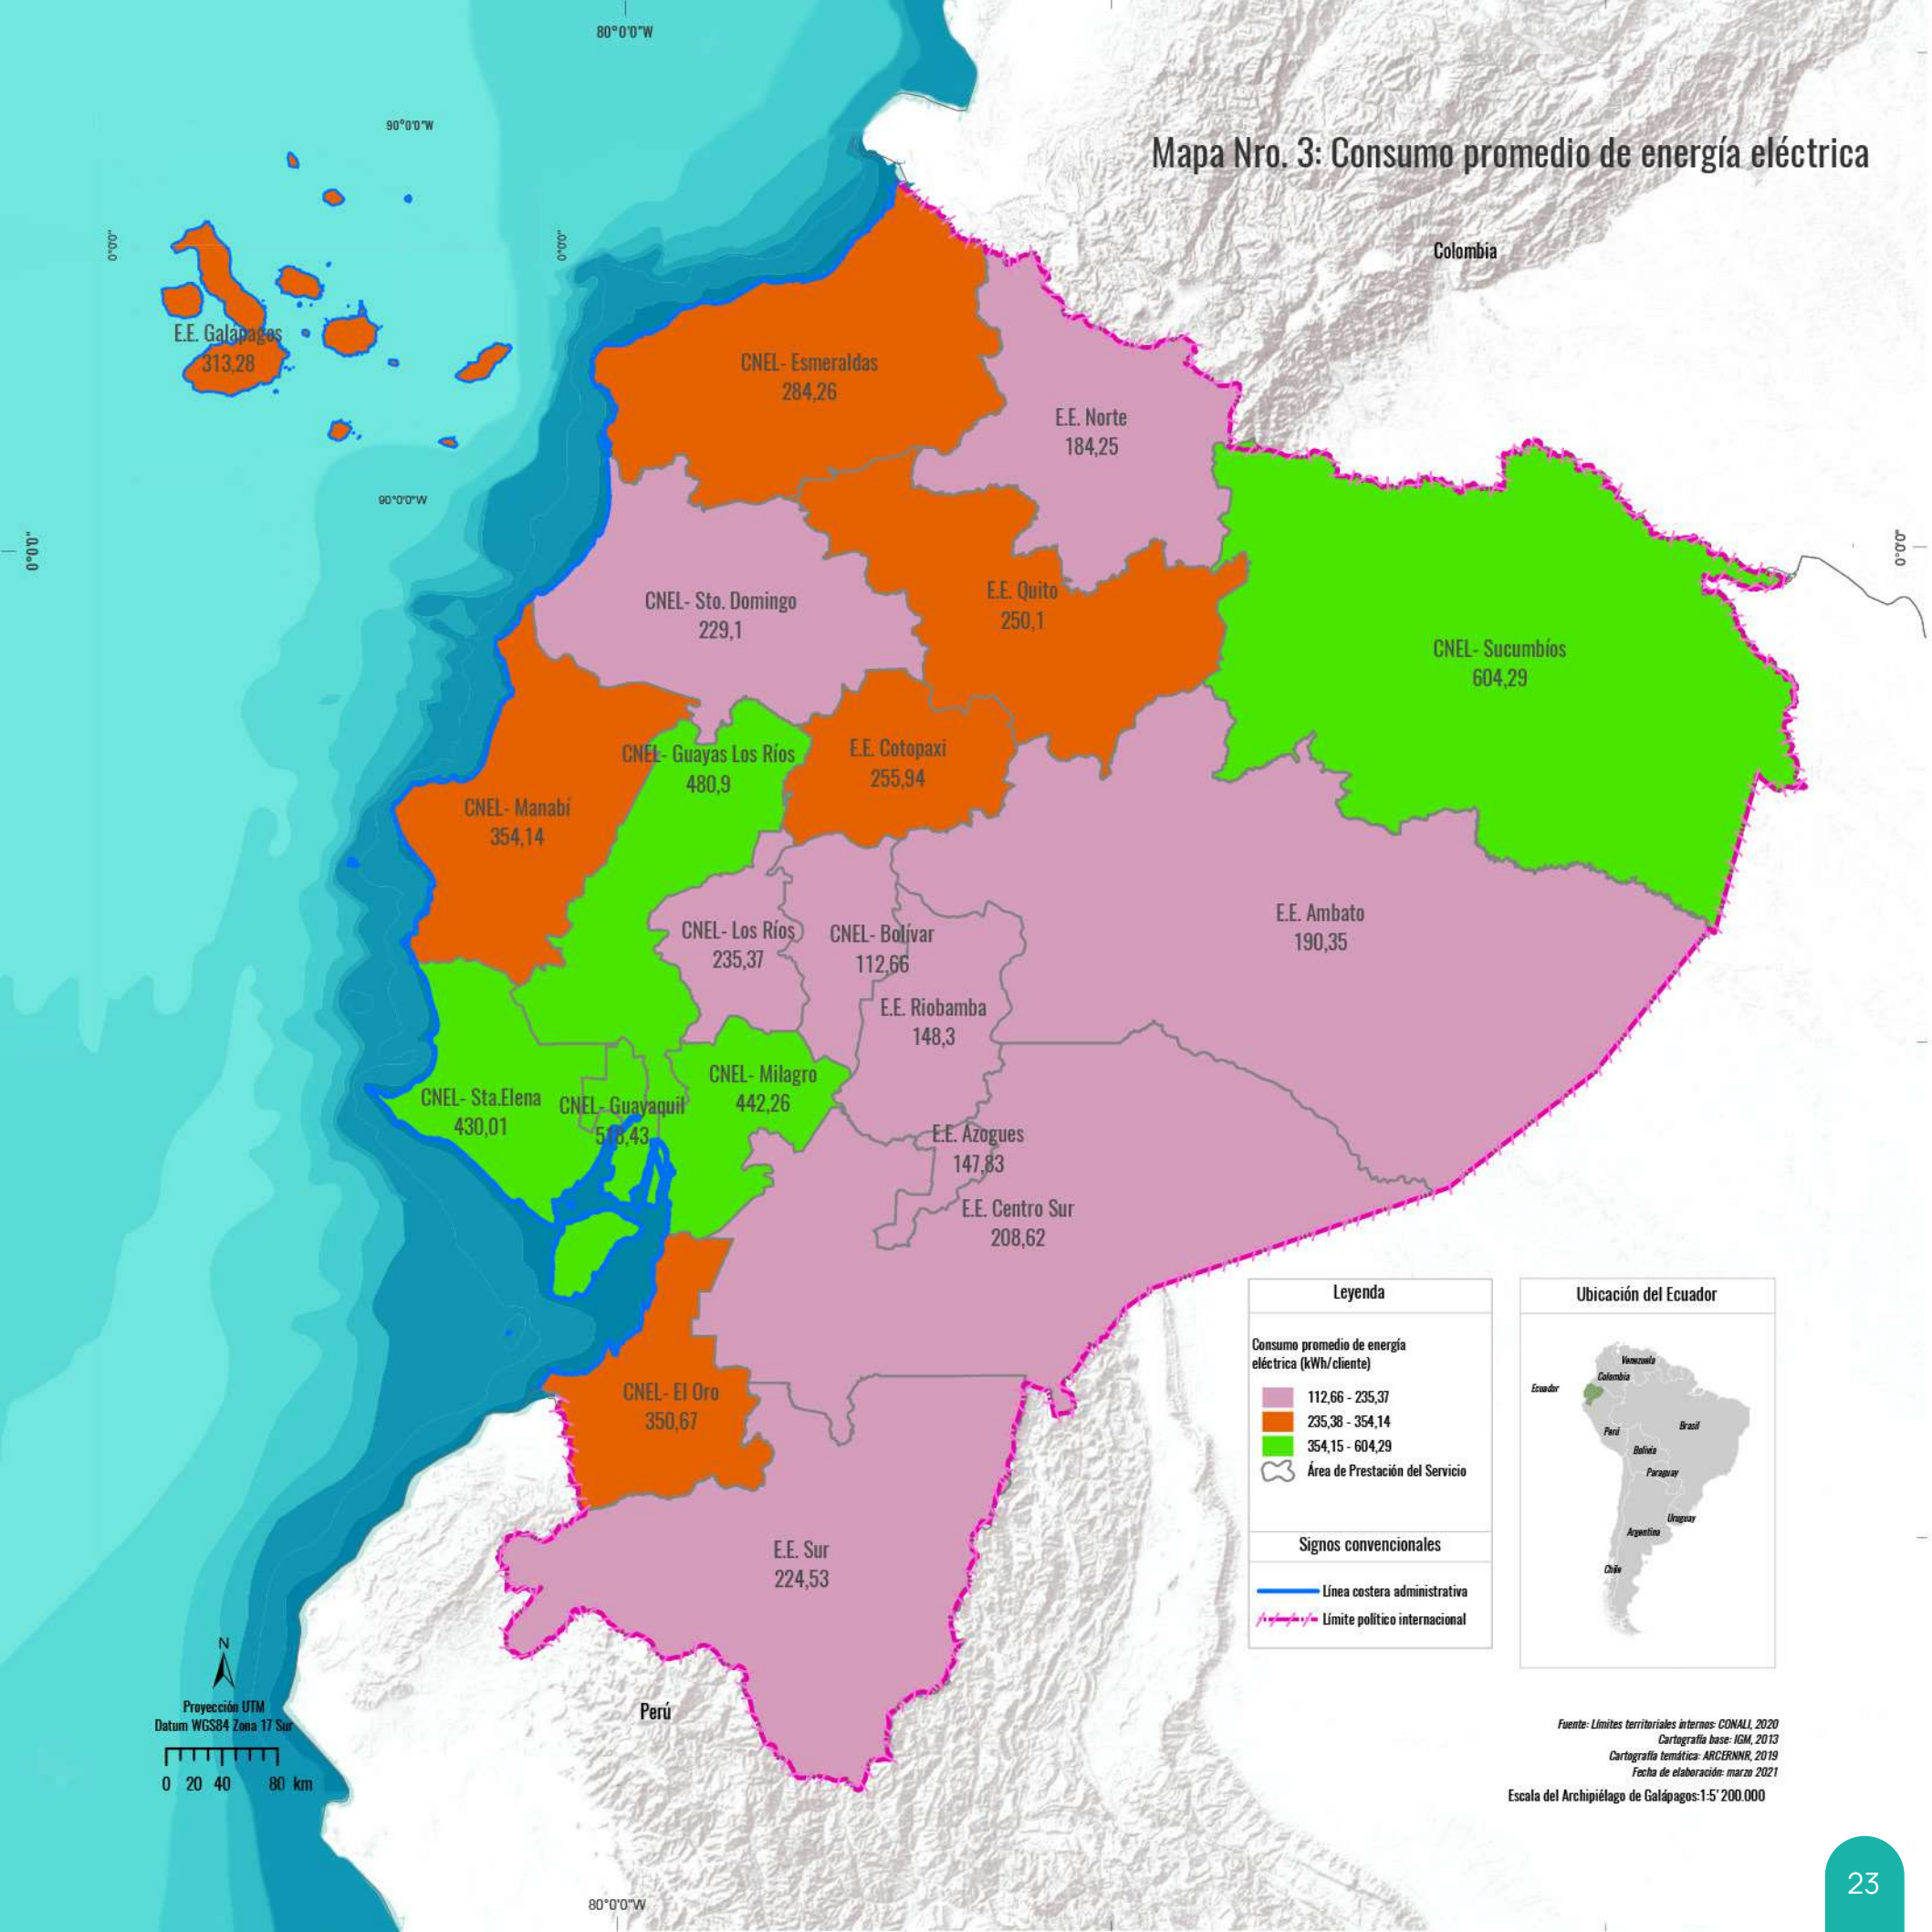 80°0'0"W
90°0'0"W
Mapa Nro. 3: Consumo promedio de energía eléctrica
0°0'0"
0°0'0"
Colombia
E.E. Galápagos
313,28
CNEL- Esmeraldas
284,26
E.E. Norte
184,25
90°0'0"W
0°0'0"
0°0'0"
E.E. Quito
250,1
CNEL- Sto. Domingo
229,1
CNEL- Sucumbíos
604,29
CNEL- Guayas Los Ríos
480,9
E.E. Cotopaxi
255,94
CNEL- Manabí
354,14
E.E. Ambato
190,35
CNEL- Los Ríos
235,37
CNEL- Bolívar
112,66
E.E. Riobamba
148,3
CNEL- Milagro
442,26
CNEL- Sta.Elena
430,01
CNEL- Guayaquil
E.E. Azogues
147,83
E.E. Centro Sur
208,62
CNEL- El Oro
350,67
E.E. Sur
224,53
Perú
Leyenda
Consumo promedio de energía
eléctrica (kWh/cliente)
112,66 - 235,37
235,38 - 354,14
354,15 - 604,29
Área de Prestación del Servicio
Signos convencionales
Línea costera administrativa
Límite político internacional
Ubicación del Ecuador
Venezuela
Colombia
Ecuador
Brasil
Perú
Bolivia
Paraguay
Uruguay
Argentina
Chile
N
Proyección UTM
Datum WGS84 Zona 17 Sur
0 20 40 80 km
Fuente: Límites territoriales internos: CONALI, 2020
Cartografía base: IGM, 2013
Cartografía temática: ARCERNNR, 2019
Fecha de elaboración: marzo 2021
Escala del Archipiélago de Galápagos:1:5'200.000
23
80°0'0"W